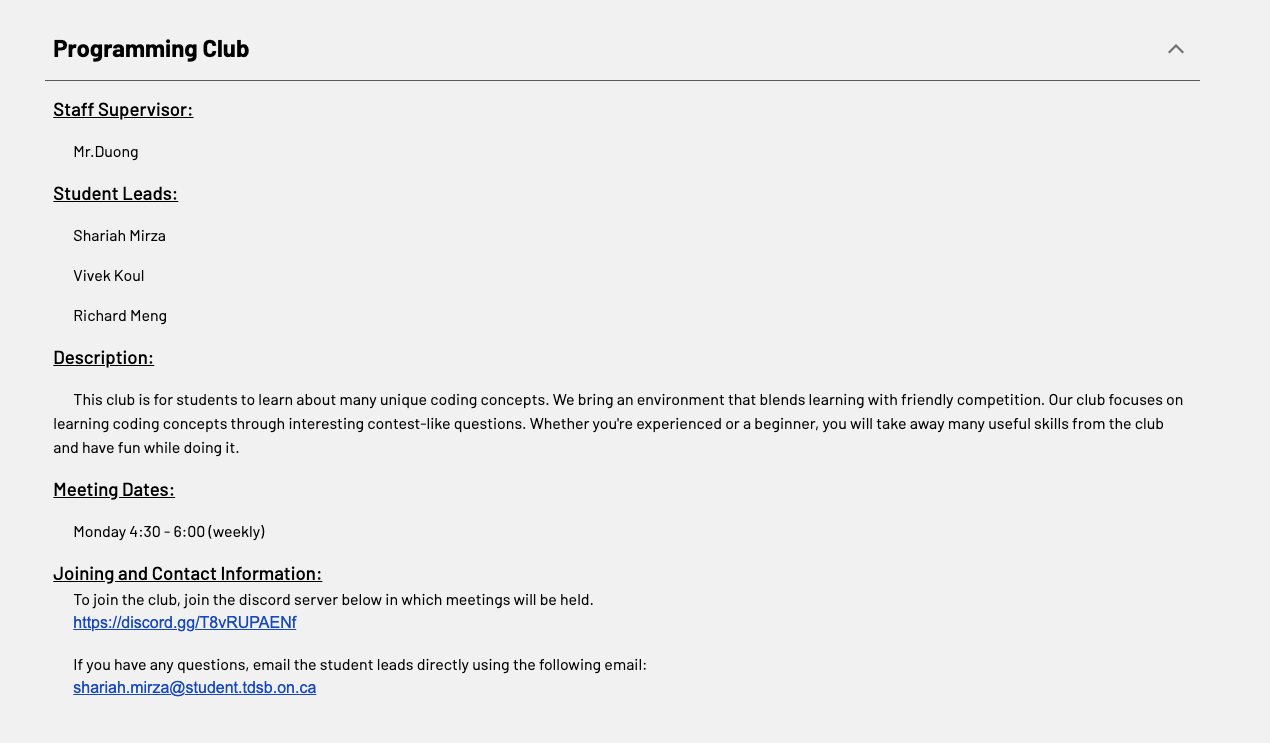 Programming Club
Staff Supervisor:
Mr.Duong
Student Leads:
Shariah Mirza
Vivek Koul
Richard Meng
Description:
This club is for students to learn about many unique coding concepts. We bring an environment that blends learning with friendly competition. Our club focuses on
learning coding concepts through interesting contest-like questions. Whether you're experienced or a beginner, you will take away many useful skills from the club
and have fun while doing it.
Meeting Dates:
Monday 4:30 - 6:00 (weekly)
Joining and Contact Information:
To join the club, join the discord server below in which meetings will be held.
https://discord.gg/T8vRUPAENf
If you have any questions, email the student leads directly using the following email:
shariah.mirza@student.tdsb.on.ca